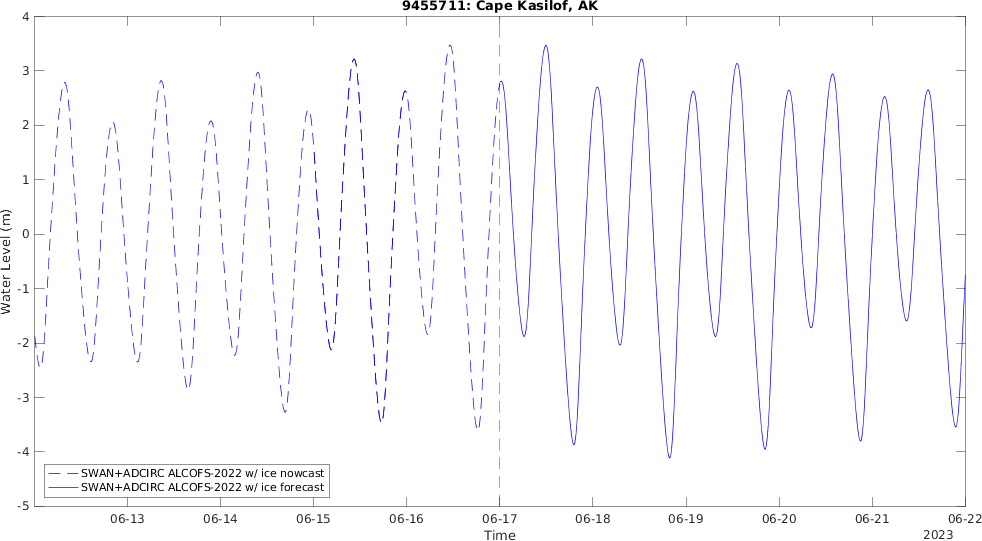 9455711: Cape Kasilof, AK
4
3
2
1
0
-1
-2
-3
-4
-5
Water Level (m)
SWAN+ADCIRC ALCOFS-2022 w/ ice nowcast
SWAN+ADCIRC ALCOFS-2022 w/ ice forecast
06-13 06-14 06-15 06-16 06-17 06-18 06-19 06-20 06-21 06-22
Time
2023